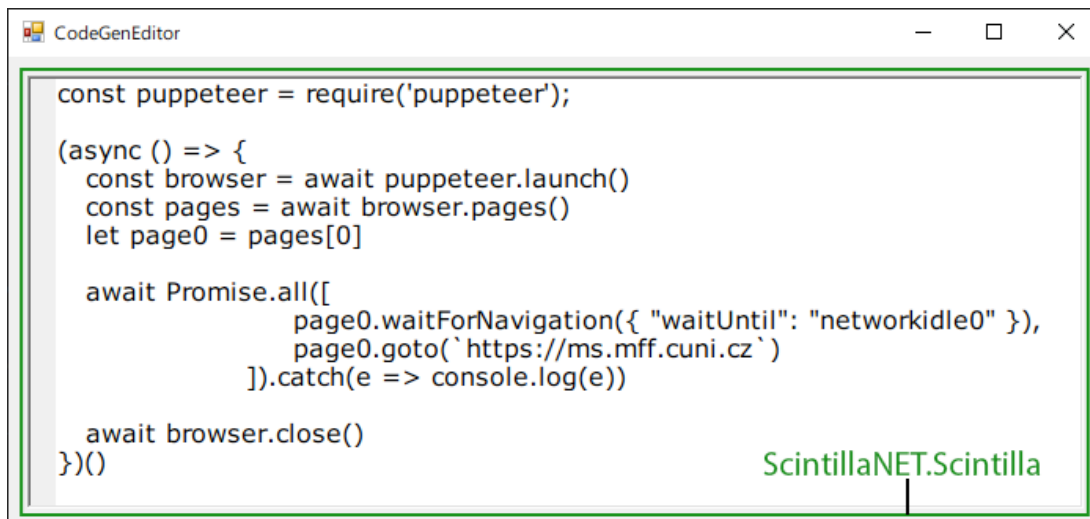 CodeGenEditor
const puppeteer = require('puppeteer');
(async () => {
const browser = await puppeteer.launch()
const pages = await browser.pages()
let page0 = pages[0]
await Promise.all([
page0.waitForNavigation({ "waitUntil": "networkidle0" }),
page0.goto(`https://ms.mff.cuni.cz`)
]).catch(e => console.log(e))
await browser.close()
})()
ScintillaNET.Scintilla